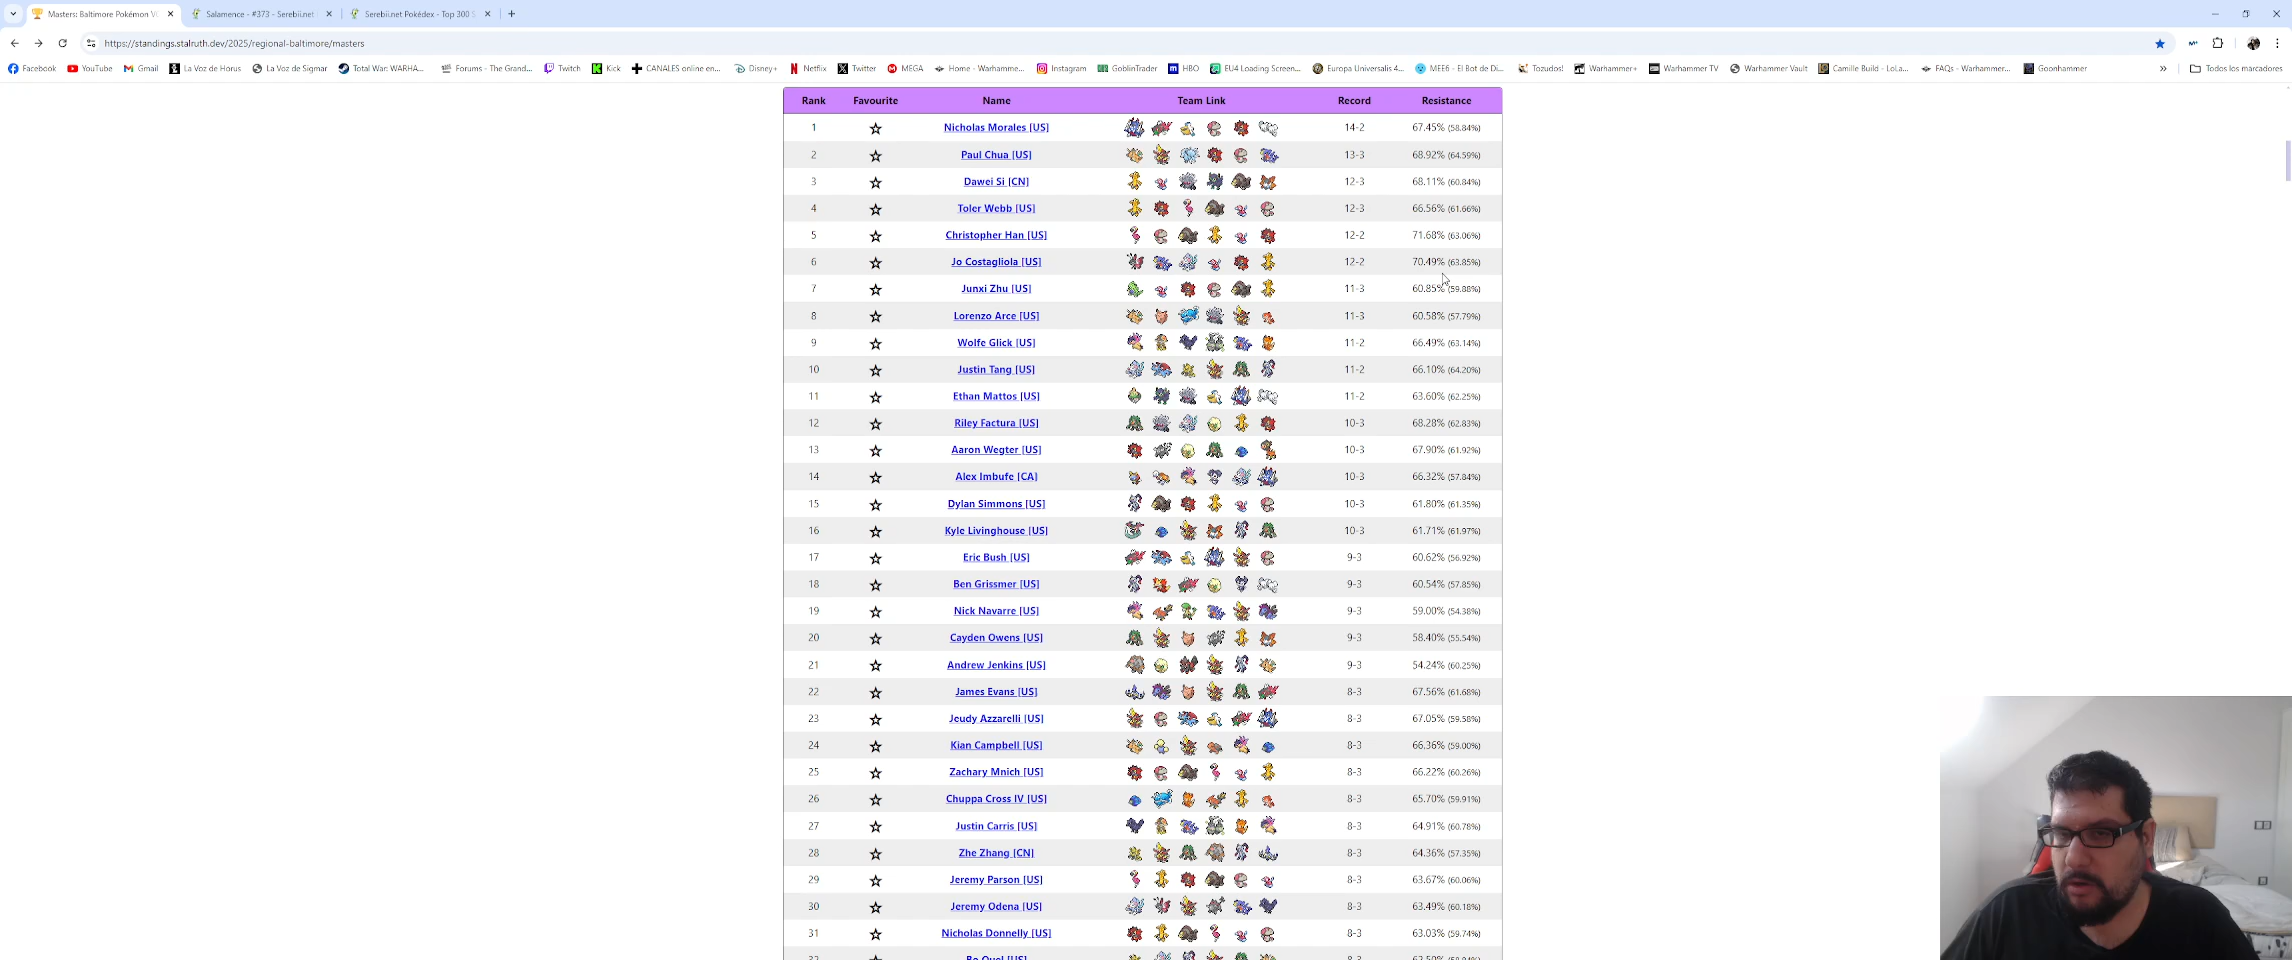 Masters: Baltimore Pokémon V
Salamence - #373 - Serebii.net
Serebii.net Pokédex - Top 300 S
https://standings.stalruth.dev/2025/regional-baltimore/masters
Facebook YouTube Gmail La Voz de Horus La Voz de Sigmar Total War: WARHA... Forums - The Grand... Twitch Kick CANALES online en... Disney+ Netflix Twitter MEGA Home - Warhamme... Instagram GoblinTrader HBO EU4 Loading Screen... Europa Universalis 4... MEE6 - El Bot de Di... Tozudos! Warhammer+ Warhammer TV Warhammer Vault Camille Build - LoLa... FAQs - Warhammer... Goonhammer » Todos los marcadores
Rank Favourite Name Team Link Record Resistance
1 Nicholas Morales [US] 14-2 67.45% (58.84%)
2 Paul Chua [US] 13-3 68.92% (64.59%)
3 Dawei Si [CN] 12-3 68.11% (60.84%)
4 Toler Webb [US] 12-3 66.56% (61.66%)
5 Christopher Han [US] 12-2 71.68% (63.06%)
6 Jo Costagliola [US] 12-2 70.49% (63.85%)
7 Junxi Zhu [US] 11-3 60.85% (59.88%)
8 Lorenzo Arce [US] 11-3 60.58% (57.79%)
9 Wolfe Glick [US] 11-2 66.49% (63.14%)
10 Justin Tang [US] 11-2 66.10% (64.20%)
11 Ethan Mattos [US] 11-2 63.60% (62.25%)
12 Riley Factura [US] 10-3 68.28% (62.83%)
13 Aaron Wegter [US] 10-3 67.90% (61.92%)
14 Alex Imbufe [CA] 10-3 66.32% (57.84%)
15 Dylan Simmons [US] 10-3 61.80% (61.35%)
16 Kyle Livinghouse [US] 10-3 61.71% (61.97%)
17 Eric Bush [US] 9-3 60.62% (56.92%)
18 Ben Grissmer [US] 9-3 60.54% (57.85%)
19 Nick Navarre [US] 9-3 59.00% (54.38%)
20 Cayden Owens [US] 9-3 58.40% (55.54%)
21 Andrew Jenkins [US] 9-3 54.24% (60.25%)
22 James Evans [US] 8-3 67.56% (61.68%)
23 Jeudy Azzarelli [US] 8-3 67.05% (59.58%)
24 Kian Campbell [US] 8-3 66.36% (59.00%)
25 Zachary Mnich [US] 8-3 66.22% (60.26%)
26 Chuppa Cross IV [US] 8-3 65.70% (59.91%)
27 Justin Carris [US] 8-3 64.91% (60.78%)
28 Zhe Zhang [CN] 8-3 64.36% (57.35%)
29 Jeremy Parson [US] 8-3 63.67% (60.06%)
30 Jeremy Odena [US] 8-3 63.49% (60.18%)
31 Nicholas Donnelly [US] 8-3 63.03% (59.74%)